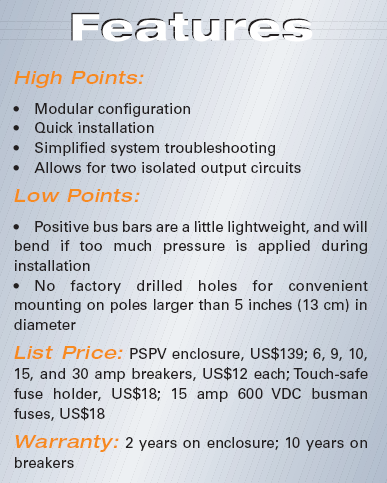 Features
High Points:
• Modular configuration
• Quick installation
• Simplified system troubleshooting
• Allows for two isolated output circuits
Low Points:
• Positive bus bars are a little lightweight, and will
bend if too much pressure is applied during
installation
• No factory drilled holes for convenient
mounting on poles larger than 5 inches (13 cm) in
diameter
List Price: PSPV enclosure, US$139; 6, 9, 10,
15, and 30 amp breakers, US$12 each; Touch-safe
fuse holder, US$18; 15 amp 600 VDC busman
fuses, US$18
Warranty: 2 years on enclosure; 10 years on
breakers